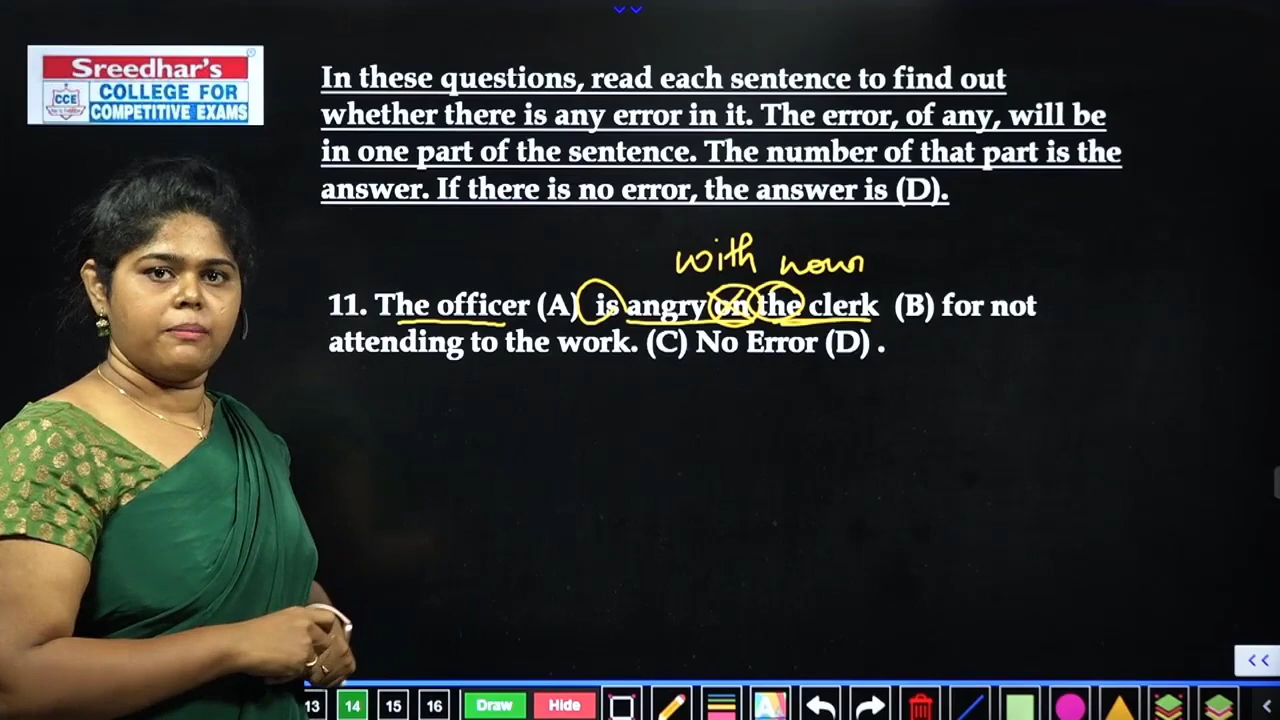 Sreedhar's
CCE
COLLEGE FOR
COMPETITIVE EXAMS
In these questions, read each sentence to find out
whether there is any error in it. The error, of any, will be
in one part of the sentence. The number of that part is the
answer. If there is no error, the answer is (D).
with noun
11. The officer (A) is angry on the clerk (B) for not
attending to the work. (C) No Error (D) .
<<
13 14 15 16 Draw Hide A <